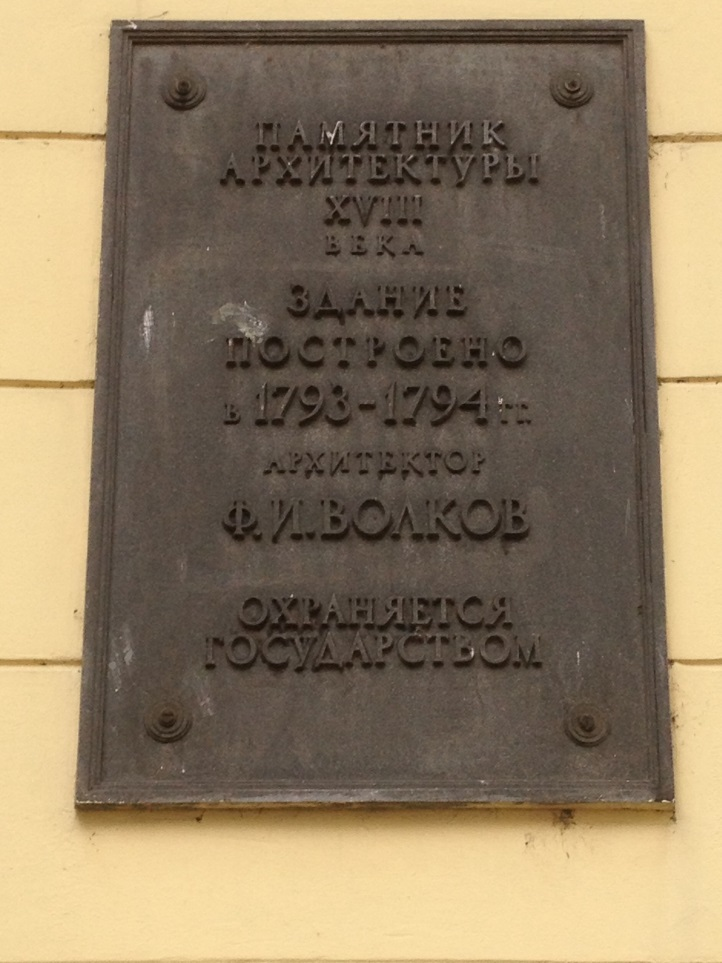 ПАМЯТНИК
АРХИТЕКТУРЫ
XVIII
ВЕКА
ЗДАНИЕ
ПОСТРОЕНО
в 1793-1794 гг.
АРХИТЕКТОР
Ф.И.ВОЛКОВ
ОХРАНЯЕТСЯ
ГОСУДАРСТВОМ